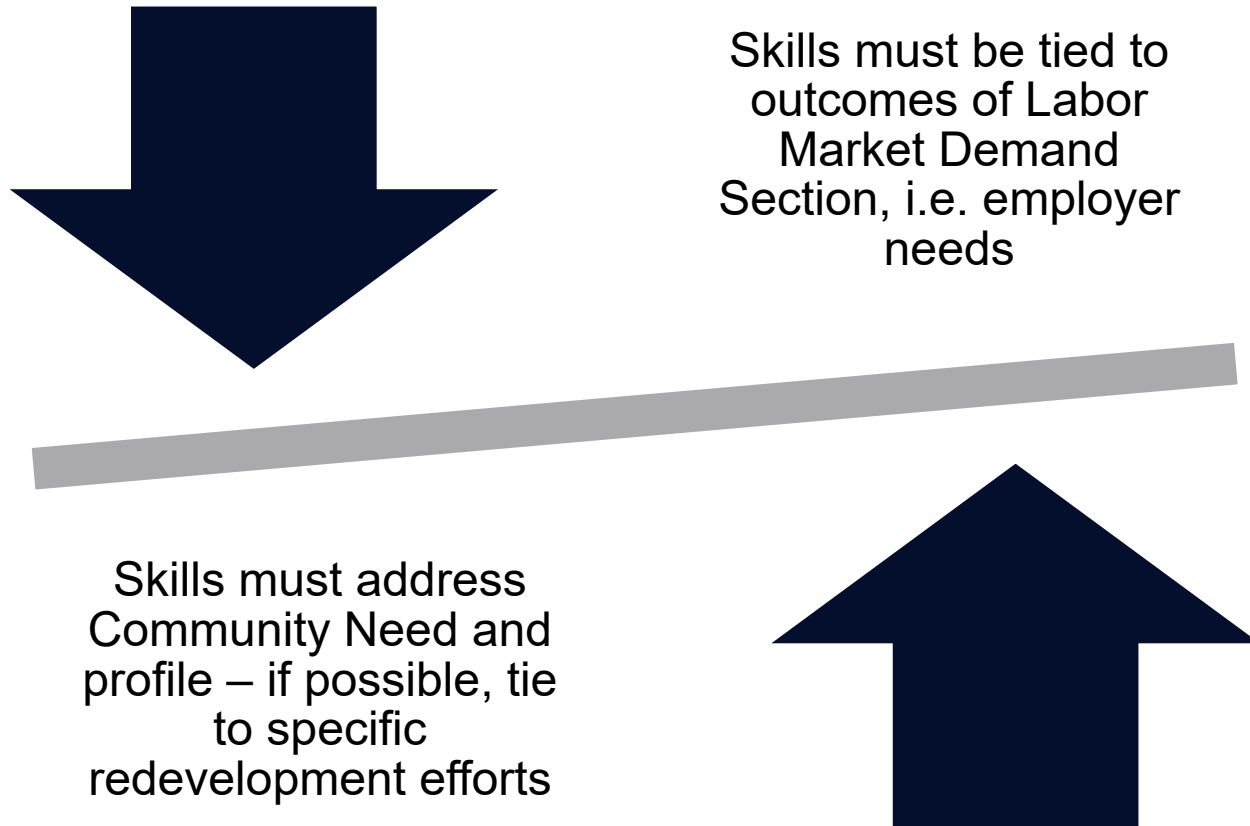 Skills must be tied to
outcomes of Labor
Market Demand
Section, i.e. employer
needs
Skills must address
Community Need and
profile – if possible, tie
to specific
redevelopment efforts